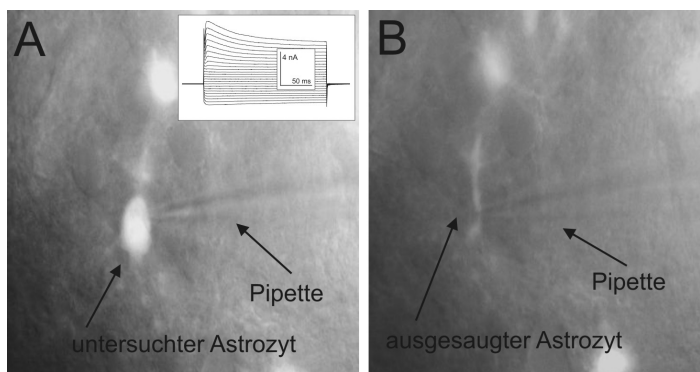 A
4 nA
50 ms
Pipette
untersuchter Astrozyt
B
Pipette
ausgesaugter Astrozyt